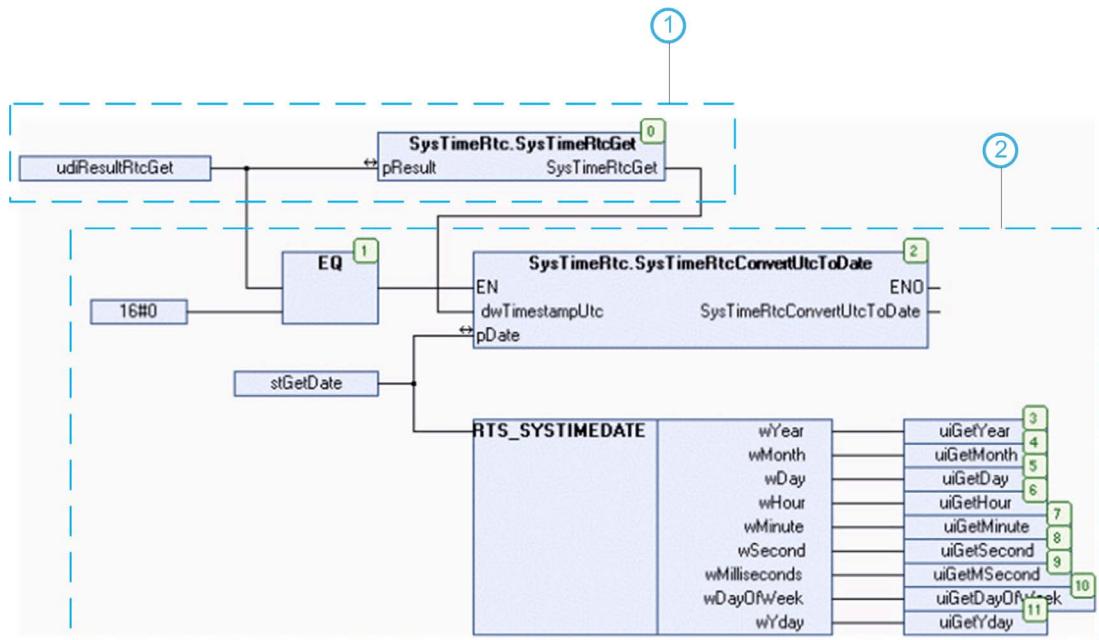 1
0
SysTimeRtc.SysTimeRtcGet
udiResultRtcGet
pResult SysTimeRtcGet
2
1
EQ
2
SysTimeRtc.SysTimeRtcConvertUtcToDate
EN ENO
16#0
dwTimestampUtc SysTimeRtcConvertUtcToDate
pDate
stGetDate
3
RTS_SYSTIMEDATE wYear uiGetYear
4
wMonth uiGetMonth
5
wDay uiGetDay
6
wHour uiGetHour
7
wMinute uiGetMinute
8
wSecond uiGetSecond
9
wMilliseconds uiGetMSecond
10
wDayOfWeek uiGetDayOfWeek
11
wYday uiGetYday